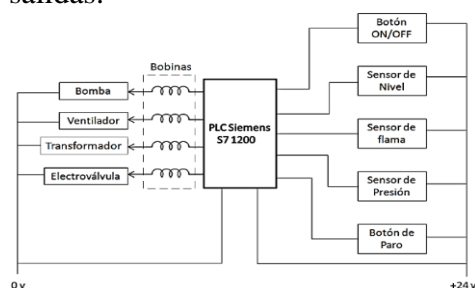 salidas.
Botón
ON/OFF
Bobinas
Bomba
Sensor de
Nivel
Ventilador
PLC Siemens
S7 1200
Sensor de
flama
Transformador
Electroválvula
Sensor de
Presión
Botón de
Paro
0 v
+24 v